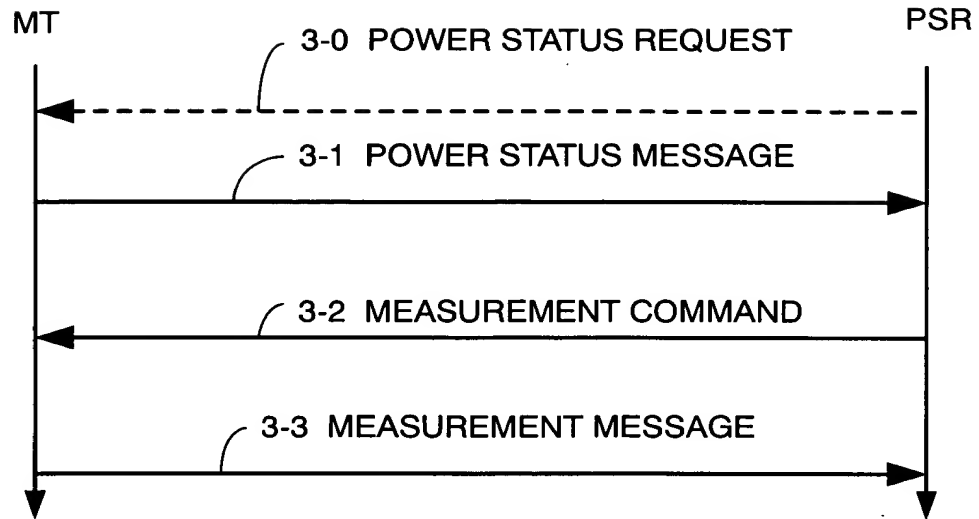 MT
PSR
3-0 POWER STATUS REQUEST
3-1 POWER STATUS MESSAGE
3-2 MEASUREMENT COMMAND
3-3 MEASUREMENT MESSAGE